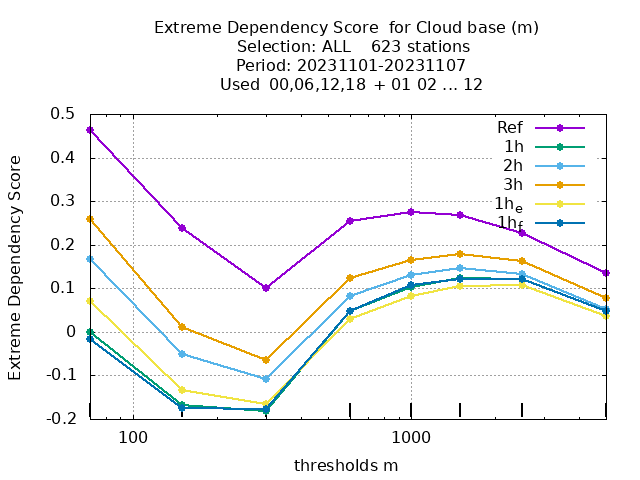 Extreme Dependency Score  for Cloud base (m)
Selection: ALL    623 stations
Period: 20231101-20231107
Used  00,06,12,18  + 01 02 ... 12
Extreme Dependency Score
0.5
0.4
0.3
0.2
0.1
0
-0.1
-0.2
Ref
1h
2h
3h
1he
1hf
100
1000
thresholds m